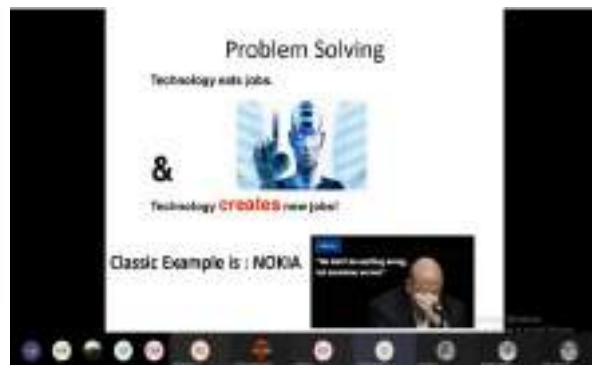 Problem Solving
Technology eats jobs.
&
Technology creates new jobs!
Classic Example is : NOKIA
"We didn't do anything wrong,
but somehow we lost"